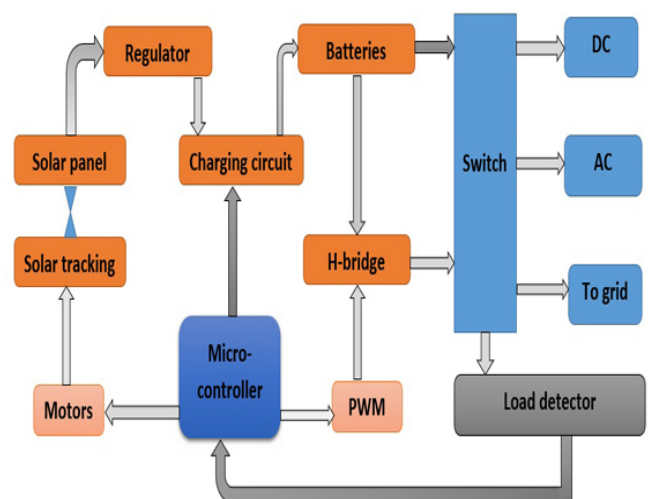 Regulator
Batteries
DC
Solar panel
Charging circuit
Switch
AC
Solar tracking
H-bridge
To grid
Micro-
controller
Motors
PWM
Load detector